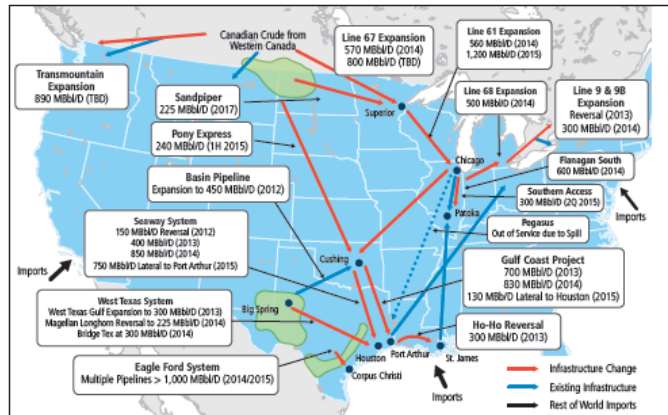 Canadian Crude from
Western Canada
Line 67 Expansion
570 MBbl/D (2014)
800 MBbl/D (TBD)
Line 61 Expansion
560 MBbl/D (2014)
1,200 MBbl/D (2015)
Transmountain
Expansion
890 MBbl/D (TBD)
Sandpiper
225 MBbl/D (2017)
Superior
Line 68 Expansion
500 MBbl/D (2014)
Line 9 & 9B
Expansion
Reversal (2013)
300 MBbl/D
(2014)
Pony Express
240 MBbl/D (1H 2015)
Chicago
Flanagan South
600 MBbl/D (2014)
Basin Pipeline
Expansion to 450 MBbl/D (2012)
Southern Access
300 MBbl/D (2Q 2015)
Patoka
Imports
Seaway System
150 MBbl/D Reversal (2012)
400 MBbl/D (2013)
850 MBbl/D (2014)
750 MBbl/D Lateral to Port Arthur (2015)
Pegasus
Out of Service due to Spill
Cushing
Gulf Coast Project
700 MBbl/D (2013)
830 MBbl/D (2014)
130 MBbl/D Lateral to Houston (2015)
Imports
West Texas System
West Texas Gulf Expansion to 300 MBbl/D (2013)
Magellan Longhorn Reversal to 225 MBbl/D (2014)
Bridge Tex at 300 MBbl/D (2014)
Big Spring
Ho-Ho Reversal
300 MBbl/D (2013)
Houston
Port Arthur
St. James
Eagle Ford System
Multiple Pipelines > 1,000 MBbl/D (2014/2015)
Corpus Christi
Imports
Infrastructure Change
Existing Infrastructure
Rest of World Imports